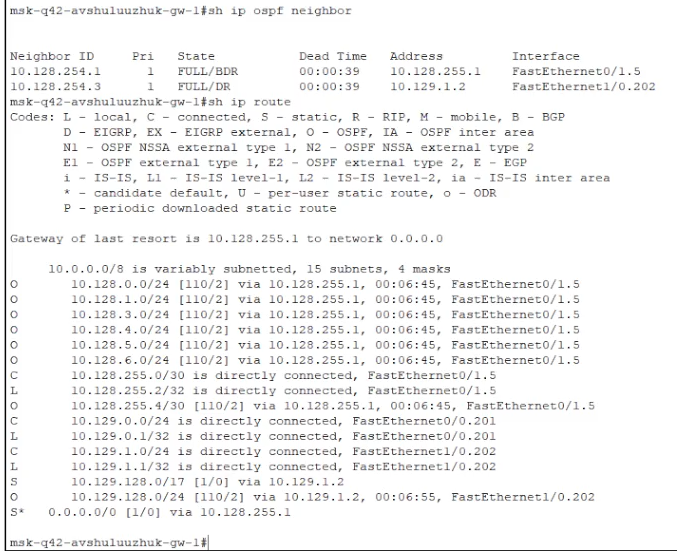 msk-q42-avshuluuzhuk-gw-1#sh ip ospf neighbor
Neighbor ID     Pri   State           Dead Time   Address         Interface
10.128.254.1      1   FULL/BDR        00:00:39    10.128.255.1    FastEthernet0/1.5
10.128.254.3      1   FULL/DR         00:00:39    10.129.1.2      FastEthernet1/0.202
msk-q42-avshuluuzhuk-gw-1#sh ip route
Codes: L - local, C - connected, S - static, R - RIP, M - mobile, B - BGP
       D - EIGRP, EX - EIGRP external, O - OSPF, IA - OSPF inter area
       N1 - OSPF NSSA external type 1, N2 - OSPF NSSA external type 2
       E1 - OSPF external type 1, E2 - OSPF external type 2, E - EGP
       i - IS-IS, L1 - IS-IS level-1, L2 - IS-IS level-2, ia - IS-IS inter area
       * - candidate default, U - per-user static route, o - ODR
       P - periodic downloaded static route
Gateway of last resort is 10.128.255.1 to network 0.0.0.0
     10.0.0.0/8 is variably subnetted, 15 subnets, 4 masks
O       10.128.0.0/24 [110/2] via 10.128.255.1, 00:06:45, FastEthernet0/1.5
O       10.128.1.0/24 [110/2] via 10.128.255.1, 00:06:45, FastEthernet0/1.5
O       10.128.3.0/24 [110/2] via 10.128.255.1, 00:06:45, FastEthernet0/1.5
O       10.128.4.0/24 [110/2] via 10.128.255.1, 00:06:45, FastEthernet0/1.5
O       10.128.5.0/24 [110/2] via 10.128.255.1, 00:06:45, FastEthernet0/1.5
O       10.128.6.0/24 [110/2] via 10.128.255.1, 00:06:45, FastEthernet0/1.5
C       10.128.255.0/30 is directly connected, FastEthernet0/1.5
L       10.128.255.2/32 is directly connected, FastEthernet0/1.5
O       10.128.255.4/30 [110/2] via 10.128.255.1, 00:06:45, FastEthernet0/1.5
C       10.129.0.0/24 is directly connected, FastEthernet0/0.201
L       10.129.0.1/32 is directly connected, FastEthernet0/0.201
C       10.129.1.0/24 is directly connected, FastEthernet1/0.202
L       10.129.1.1/32 is directly connected, FastEthernet1/0.202
S       10.129.128.0/17 [1/0] via 10.129.1.2
O       10.129.128.0/24 [110/2] via 10.129.1.2, 00:06:55, FastEthernet1/0.202
S*   0.0.0.0/0 [1/0] via 10.128.255.1
msk-q42-avshuluuzhuk-gw-1#